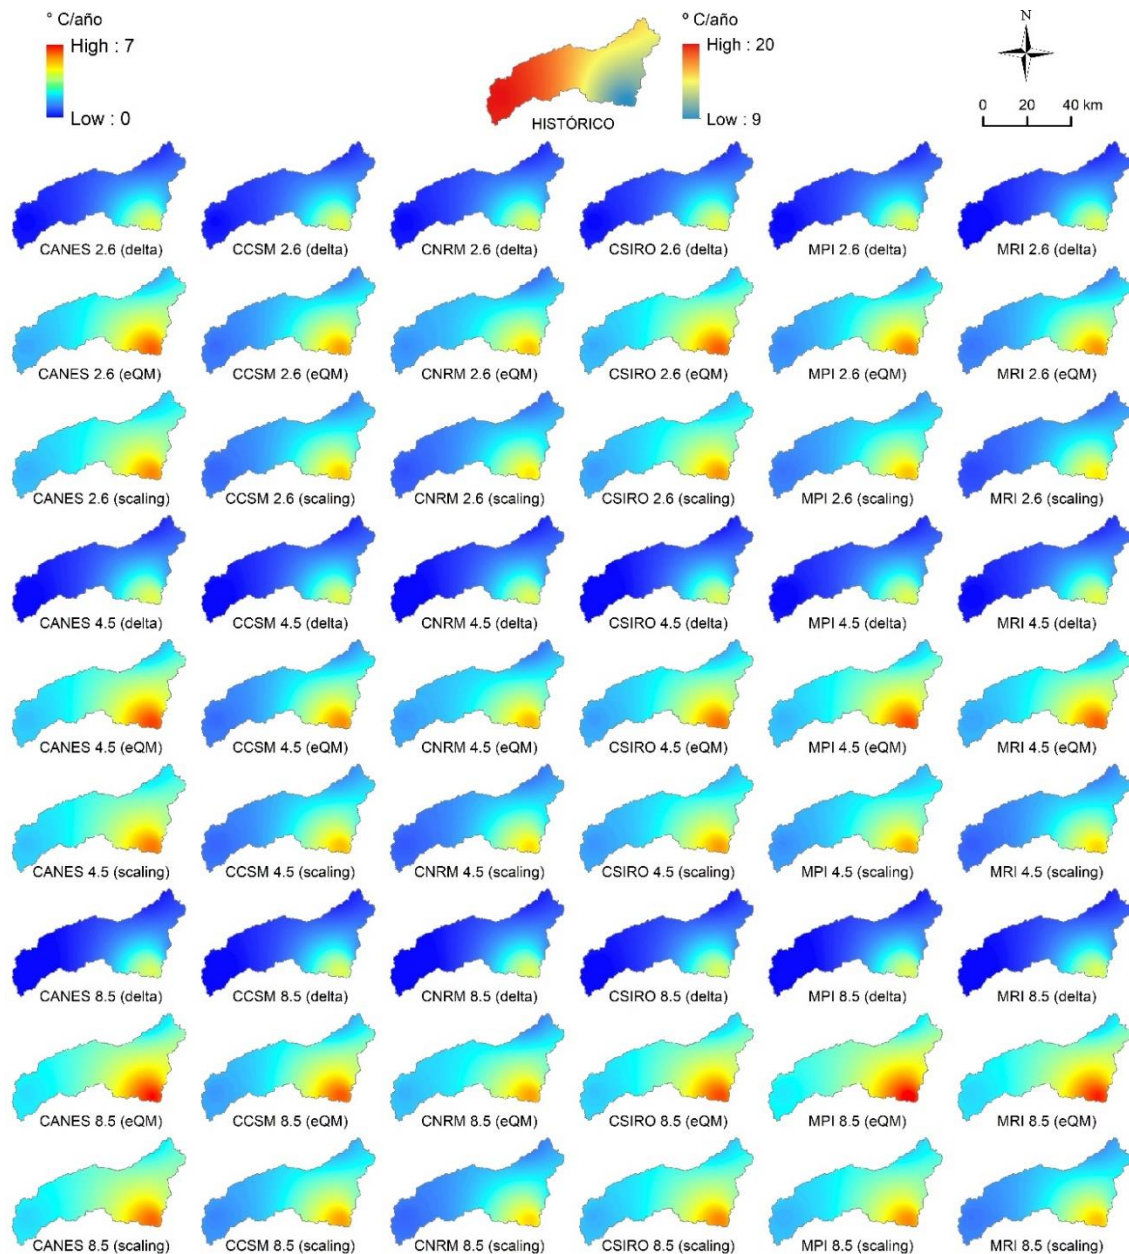 ° C/año
High : 7
Low : 0
HISTÓRICO
º C/año
High : 20
Low : 9
N
0 20 40 km
CANES 2.6 (delta) CCSM 2.6 (delta) CNRM 2.6 (delta) CSIRO 2.6 (delta) MPI 2.6 (delta) MRI 2.6 (delta)
CANES 2.6 (eQM) CCSM 2.6 (eQM) CNRM 2.6 (eQM) CSIRO 2.6 (eQM) MPI 2.6 (eQM) MRI 2.6 (eQM)
CANES 2.6 (scaling) CCSM 2.6 (scaling) CNRM 2.6 (scaling) CSIRO 2.6 (scaling) MPI 2.6 (scaling) MRI 2.6 (scaling)
CANES 4.5 (delta) CCSM 4.5 (delta) CNRM 4.5 (delta) CSIRO 4.5 (delta) MPI 4.5 (delta) MRI 4.5 (delta)
CANES 4.5 (eQM) CCSM 4.5 (eQM) CNRM 4.5 (eQM) CSIRO 4.5 (eQM) MPI 4.5 (eQM) MRI 4.5 (eQM)
CANES 4.5 (scaling) CCSM 4.5 (scaling) CNRM 4.5 (scaling) CSIRO 4.5 (scaling) MPI 4.5 (scaling) MRI 4.5 (scaling)
CANES 8.5 (delta) CCSM 8.5 (delta) CNRM 8.5 (delta) CSIRO 8.5 (delta) MPI 8.5 (delta) MRI 8.5 (delta)
CANES 8.5 (eQM) CCSM 8.5 (eQM) CNRM 8.5 (eQM) CSIRO 8.5 (eQM) MPI 8.5 (eQM) MRI 8.5 (eQM)
CANES 8.5 (scaling) CCSM 8.5 (scaling) CNRM 8.5 (scaling) CSIRO 8.5 (scaling) MPI 8.5 (scaling) MRI 8.5 (scaling)